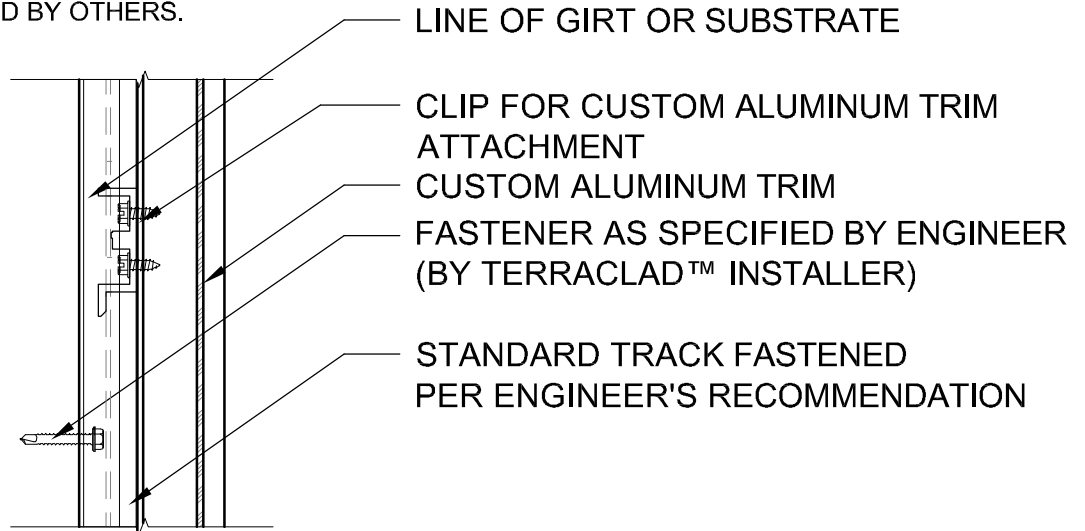 D BY OTHERS.
LINE OF GIRT OR SUBSTRATE
CLIP FOR CUSTOM ALUMINUM TRIM
ATTACHMENT
CUSTOM ALUMINUM TRIM
FASTENER AS SPECIFIED BY ENGINEER
(BY TERRACLAD™ INSTALLER)
STANDARD TRACK FASTENED
PER ENGINEER'S RECOMMENDATION